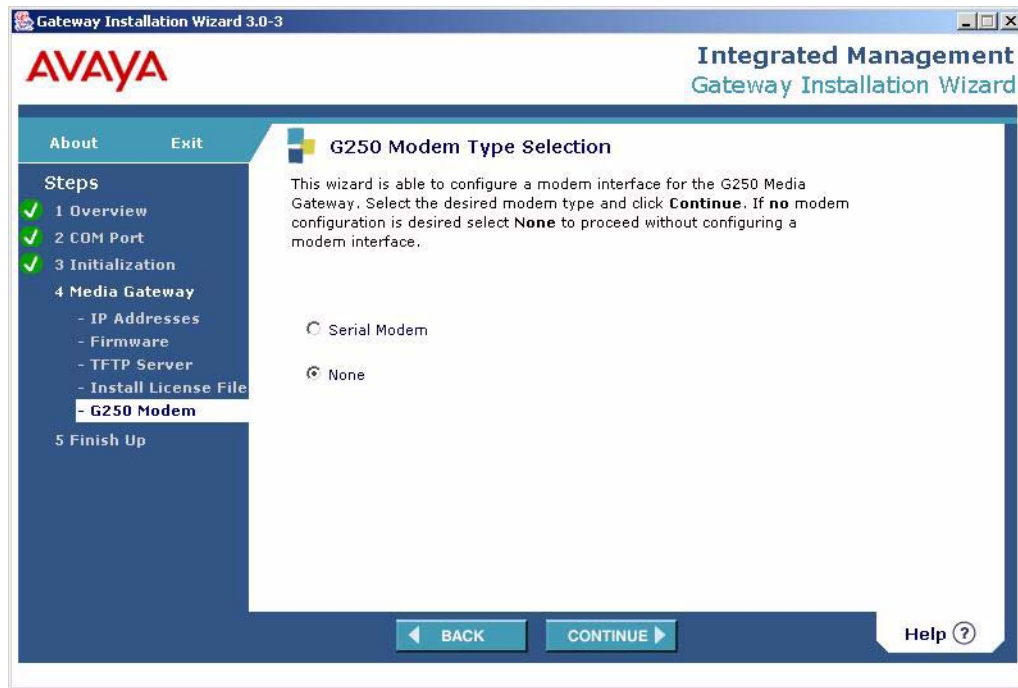 Gateway Installation Wizard 3.0-3
AVAYA
Integrated Management
Gateway Installation Wizard
About Exit
Steps
1 Overview
2 COM Port
3 Initialization
4 Media Gateway
- IP Addresses
- Firmware
- TFTP Server
- Install License File
- G250 Modem
5 Finish Up
G250 Modem Type Selection
This wizard is able to configure a modem interface for the G250 Media
Gateway. Select the desired modem type and click Continue. If no modem
configuration is desired select None to proceed without configuring a
modem interface.
Serial Modem
None
BACK
CONTINUE
Help ?